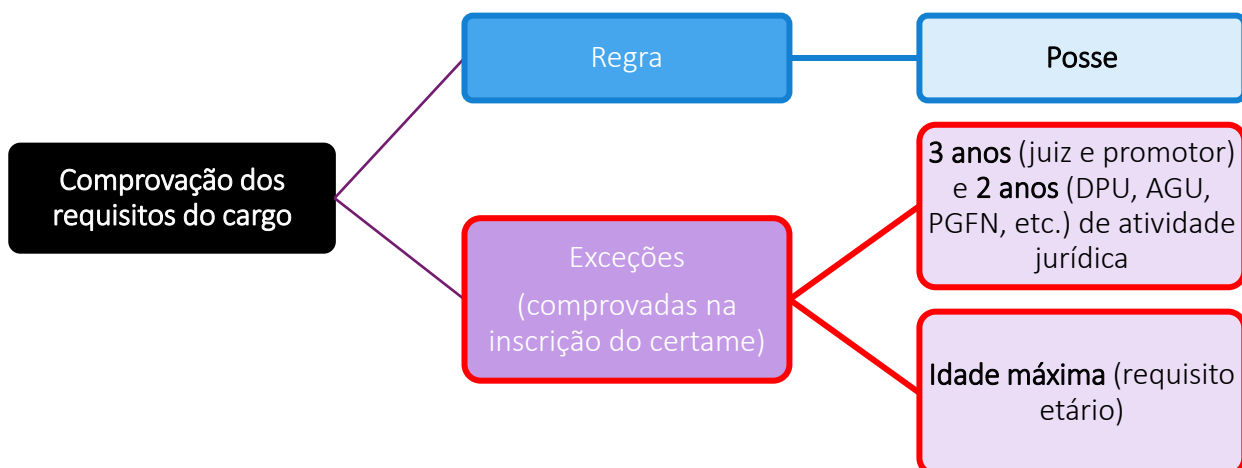 Comprovação dos
requisitos do cargo
Regra
Posse
Exceções
(comprovadas na
inscrição do certame)
3 anos (juiz e promotor)
e 2 anos (DPU, AGU,
PGFN, etc.) de atividade
jurídica
Idade máxima (requisito
etário)